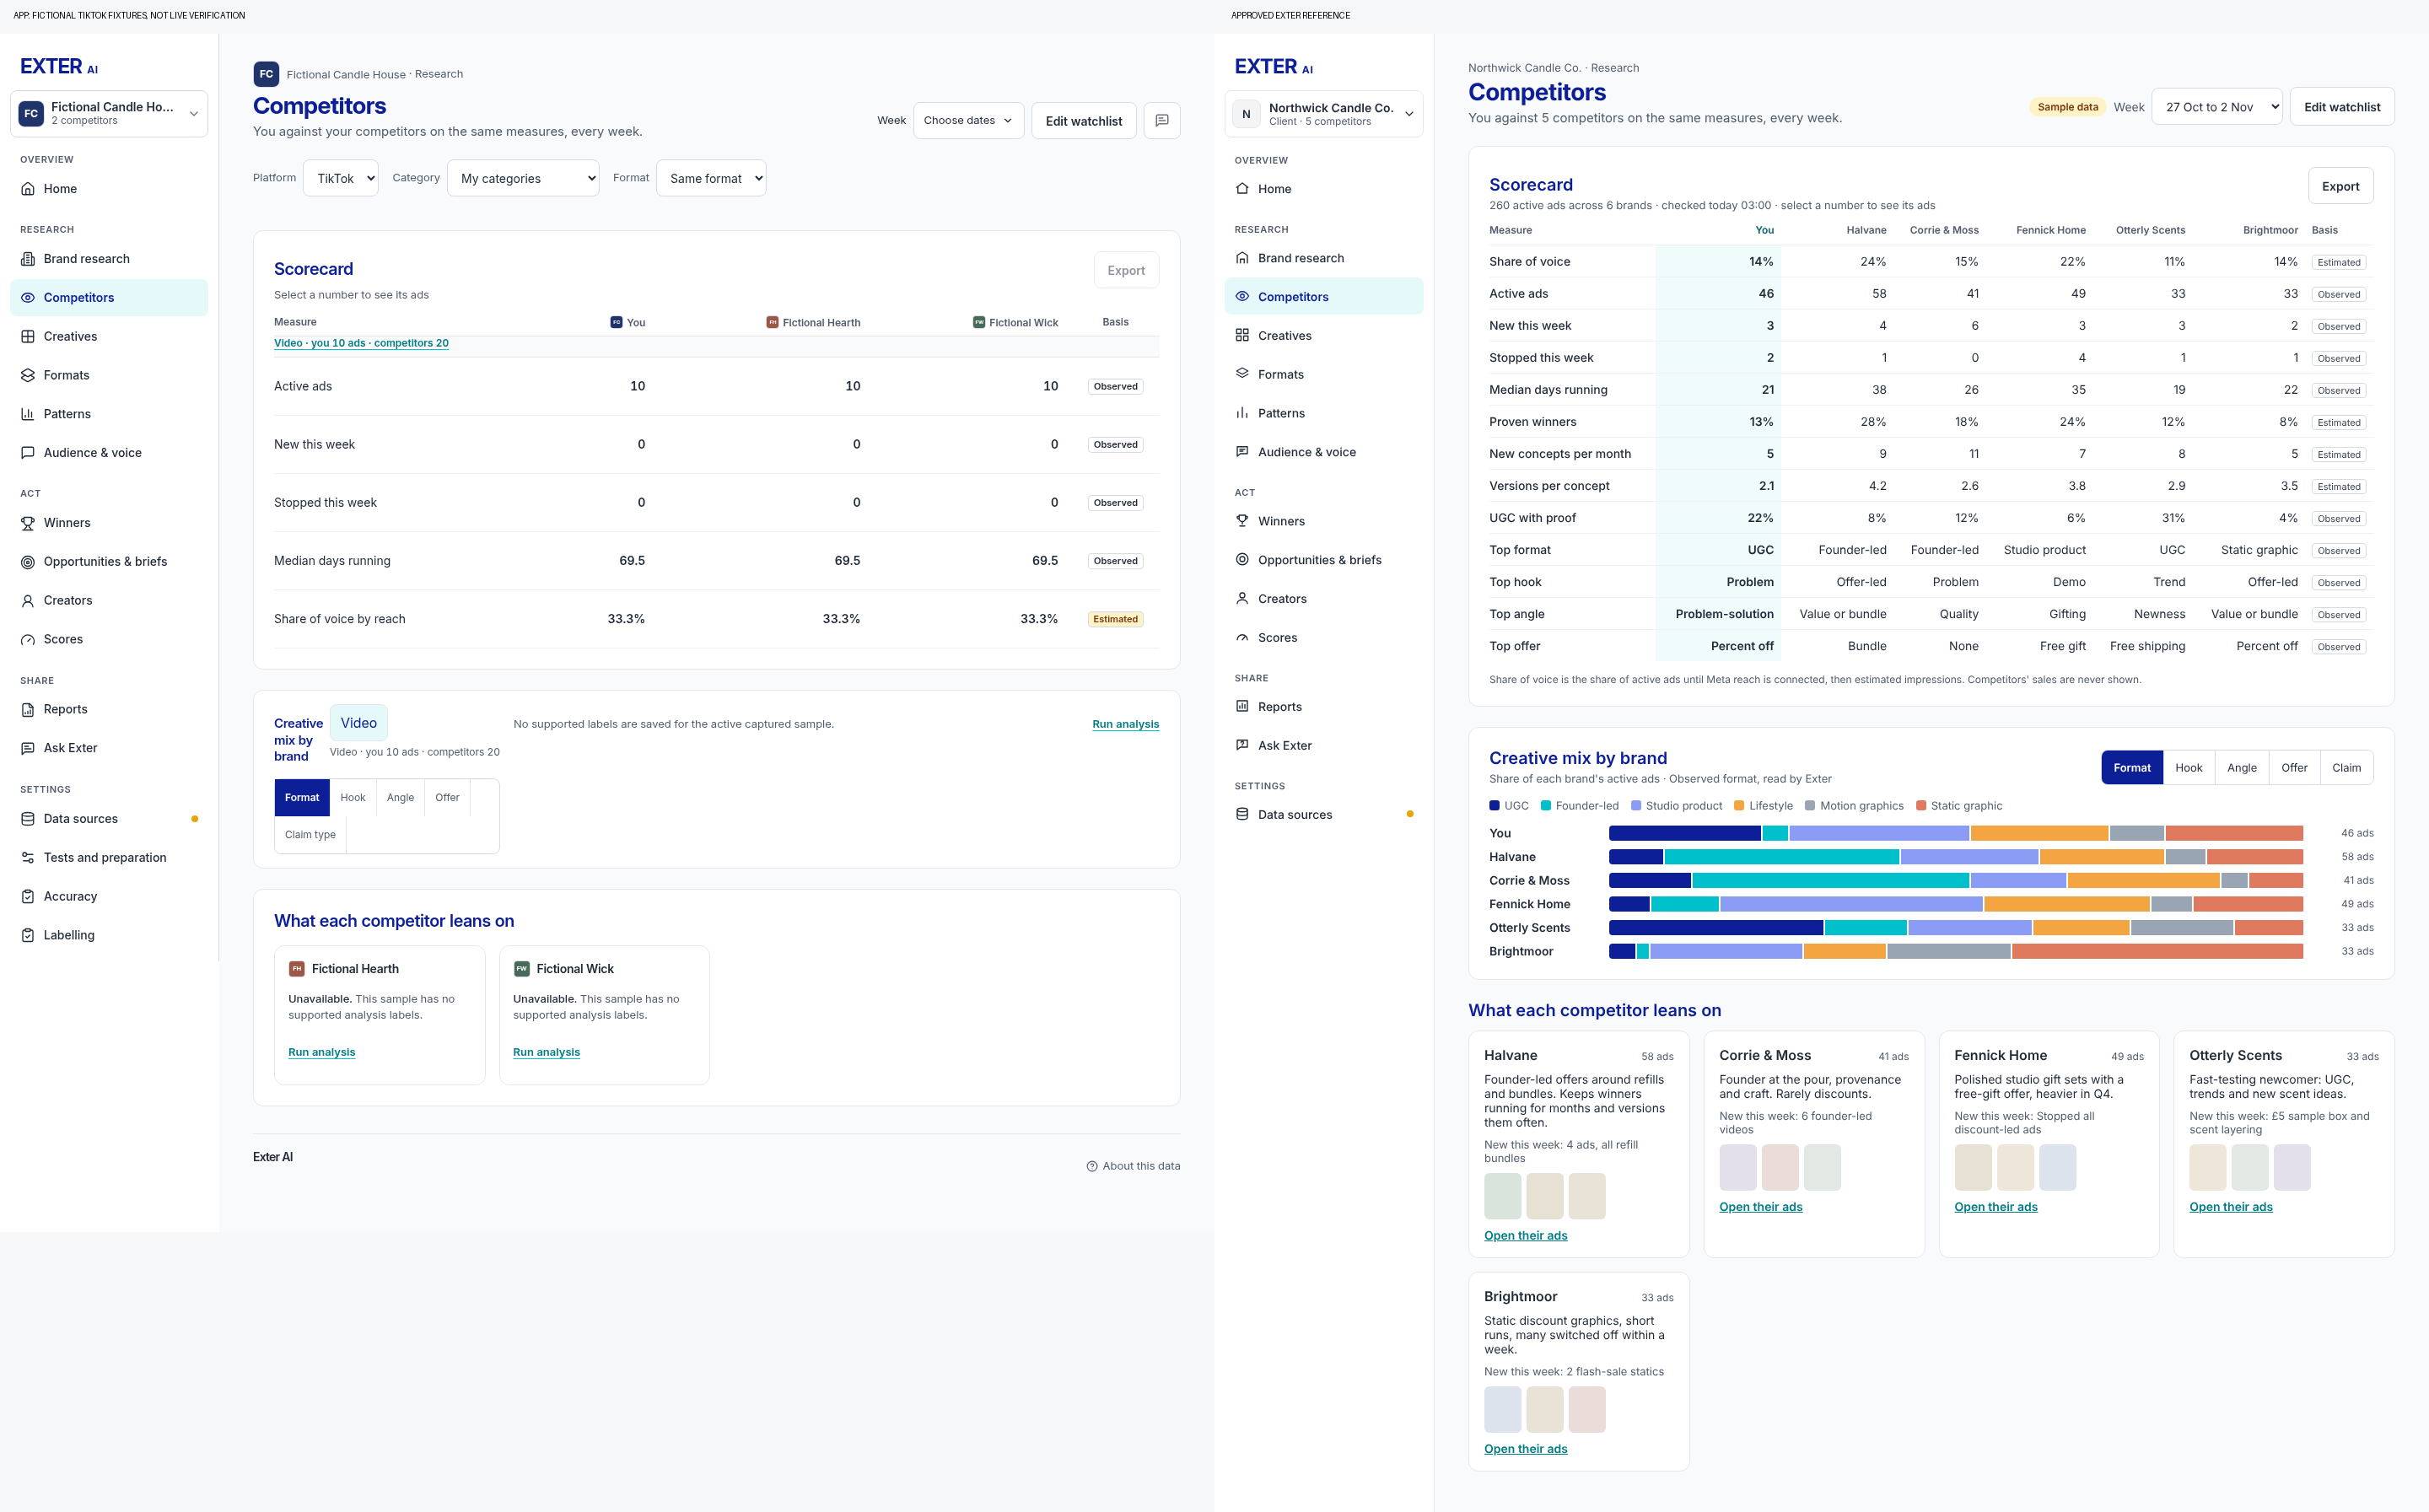 APP: FICTIONAL TIKTOK FIXTURES, NOT LIVE VERIFICATION
EXTER AI
FC
Fictional Candle Ho...
2 competitors
OVERVIEW
Home
RESEARCH
Brand research
Competitors
Creatives
Formats
Patterns
Audience & voice
ACT
Winners
Opportunities & briefs
Creators
Scores
SHARE
Reports
Ask Exter
SETTINGS
Data sources
Tests and preparation
Accuracy
Labelling
FC Fictional Candle House · Research
Competitors
You against your competitors on the same measures, every week.
Week Choose dates Edit watchlist
Platform TikTok Category My categories Format Same format
Scorecard
Export
Select a number to see its ads
Measure FC You FH Fictional Hearth FW Fictional Wick Basis
Video · you 10 ads · competitors 20
Active ads 10 10 10 Observed
New this week 0 0 0 Observed
Stopped this week 0 0 0 Observed
Median days running 69.5 69.5 69.5 Observed
Share of voice by reach 33.3% 33.3% 33.3% Estimated
Creative mix by brand
Video
Video · you 10 ads · competitors 20
No supported labels are saved for the active captured sample.
Run analysis
Format Hook Angle Offer
Claim type
What each competitor leans on
FH Fictional Hearth
Unavailable. This sample has no
supported analysis labels.
Run analysis
FW Fictional Wick
Unavailable. This sample has no
supported analysis labels.
Run analysis
Exter AI
About this data
APPROVED EXTER REFERENCE
EXTER AI
N
Northwick Candle Co.
Client · 5 competitors
OVERVIEW
Home
RESEARCH
Brand research
Competitors
Creatives
Formats
Patterns
Audience & voice
ACT
Winners
Opportunities & briefs
Creators
Scores
SHARE
Reports
Ask Exter
SETTINGS
Data sources
Northwick Candle Co. · Research
Competitors
You against 5 competitors on the same measures, every week.
Sample data Week 27 Oct to 2 Nov Edit watchlist
Scorecard
Export
260 active ads across 6 brands · checked today 03:00 · select a number to see its ads
Measure You Halvane Corrie & Moss Fennick Home Otterly Scents Brightmoor Basis
Share of voice 14% 24% 15% 22% 11% 14% Estimated
Active ads 46 58 41 49 33 33 Observed
New this week 3 4 6 3 3 2 Observed
Stopped this week 2 1 0 4 1 1 Observed
Median days running 21 38 26 35 19 22 Observed
Proven winners 13% 28% 18% 24% 12% 8% Estimated
New concepts per month 5 9 11 7 8 5 Estimated
Versions per concept 2.1 4.2 2.6 3.8 2.9 3.5 Estimated
UGC with proof 22% 8% 12% 6% 31% 4% Observed
Top format UGC Founder-led Founder-led Studio product UGC Static graphic Observed
Top hook Problem Offer-led Problem Demo Trend Offer-led Observed
Top angle Problem-solution Value or bundle Quality Gifting Newness Value or bundle Observed
Top offer Percent off Bundle None Free gift Free shipping Percent off Observed
Share of voice is the share of active ads until Meta reach is connected, then estimated impressions. Competitors' sales are never shown.
Creative mix by brand
Share of each brand's active ads · Observed format, read by Exter
Format Hook Angle Offer Claim
UGC Founder-led Studio product Lifestyle Motion graphics Static graphic
You 46 ads
Halvane 58 ads
Corrie & Moss 41 ads
Fennick Home 49 ads
Otterly Scents 33 ads
Brightmoor 33 ads
What each competitor leans on
Halvane 58 ads
Founder-led offers around refills
and bundles. Keeps winners
running for months and versions
them often.
New this week: 4 ads, all refill
bundles
Open their ads
Corrie & Moss 41 ads
Founder at the pour, provenance
and craft. Rarely discounts.
New this week: 6 founder-led
videos
Open their ads
Fennick Home 49 ads
Polished studio gift sets with a
free-gift offer, heavier in Q4.
New this week: Stopped all
discount-led ads
Open their ads
Otterly Scents 33 ads
Fast-testing newcomer: UGC,
trends and new scent ideas.
New this week: £5 sample box and
scent layering
Open their ads
Brightmoor 33 ads
Static discount graphics, short
runs, many switched off within a
week.
New this week: 2 flash-sale statics
Open their ads